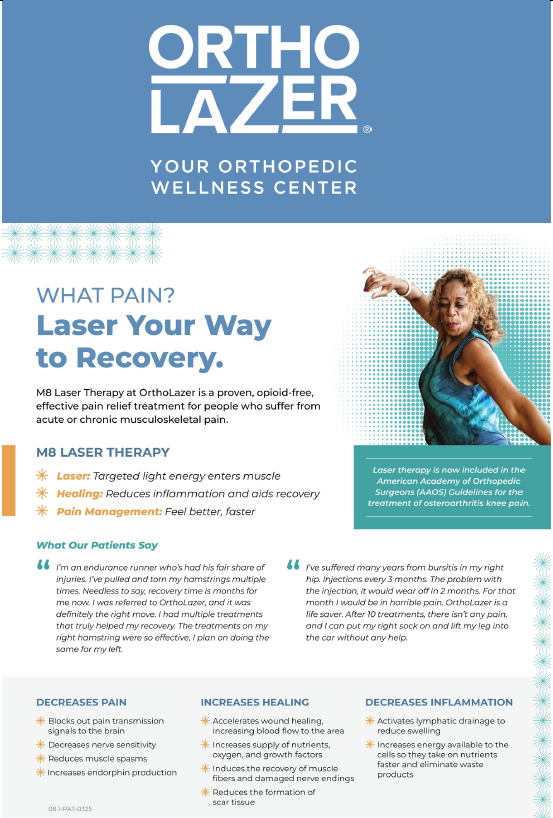 ORTHO
LAZER®
YOUR ORTHOPEDIC
WELLNESS CENTER
WHAT PAIN?
Laser Your Way
to Recovery.
M8 Laser Therapy at OrthoLazer is a proven, opioid-free,
effective pain relief treatment for people who suffer from
acute or chronic musculoskeletal pain.
M8 LASER THERAPY
Laser: Targeted light energy enters muscle
Healing: Reduces inflammation and aids recovery
Pain Management: Feel better, faster
Laser therapy is now included in the
American Academy of Orthopedic
Surgeons (AAOS) Guidelines for the
treatment of osteoarthritis knee pain.
What Our Patients Say
“ I'm an endurance runner who's had his fair share of
injuries. I've pulled and torn my hamstrings multiple
times. Needless to say, recovery time is months for
me now. I was referred to OrthoLazer, and it was
definitely the right move. I had multiple treatments
that truly helped my recovery. The treatments on my
right hamstring were so effective, I plan on doing the
same for my left.
“ I've suffered many years from bursitis in my right
hip. Injections every 3 months. The problem with
the injection, it would wear off in 2 months. For that
month I would be in horrible pain. OrthoLazer is a
life saver. After 10 treatments, there isn't any pain,
and I can put my right sock on and lift my leg into
the car without any help.
DECREASES PAIN
Blocks out pain transmission
signals to the brain
Decreases nerve sensitivity
Reduces muscle spasms
Increases endorphin production
INCREASES HEALING
Accelerates wound healing,
increasing blood flow to the area
Increases supply of nutrients,
oxygen, and growth factors
Induces the recovery of muscle
fibers and damaged nerve endings
Reduces the formation of
scar tissue
DECREASES INFLAMMATION
Activates lymphatic drainage to
reduce swelling
Increases energy available to the
cells so they take on nutrients
faster and eliminate waste
products
08.1-PAT-0325